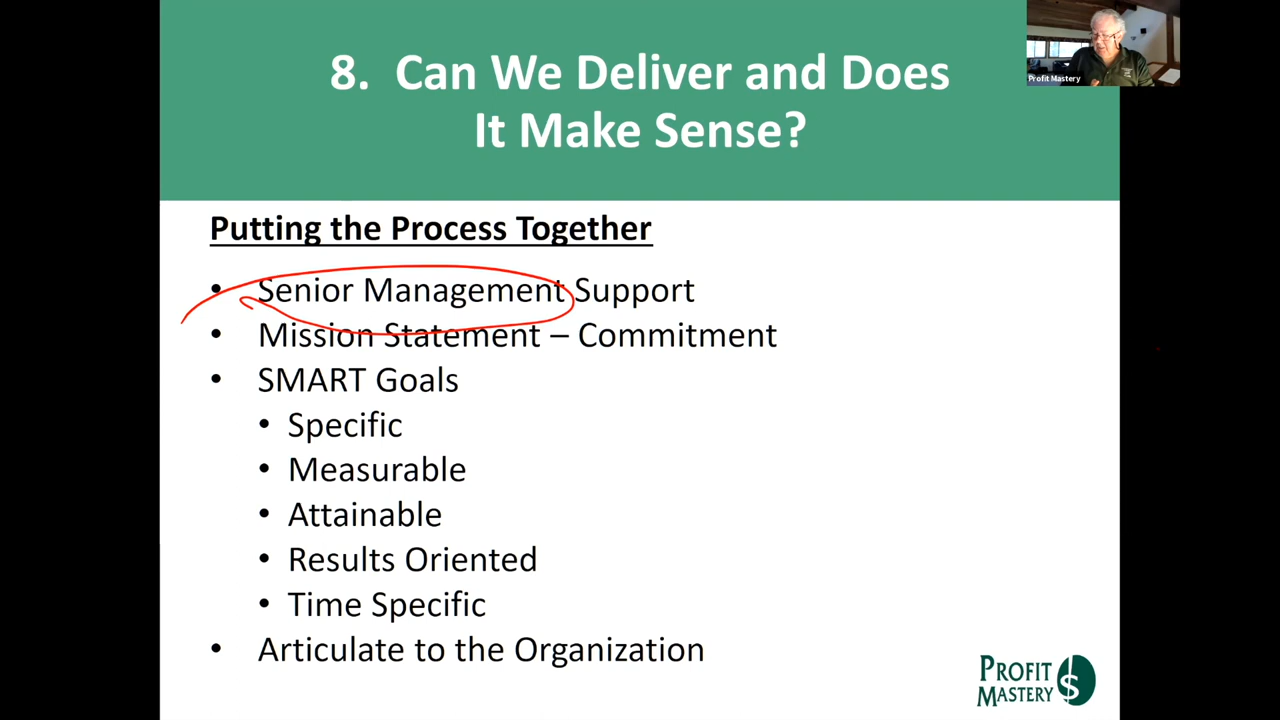 8. Can We Deliver and Does
It Make Sense?
Profit Mastery
Putting the Process Together
• Senior Management Support
• Mission Statement – Commitment
• SMART Goals
• Specific
• Measurable
• Attainable
• Results Oriented
• Time Specific
• Articulate to the Organization
PROFIT
MASTERY
$